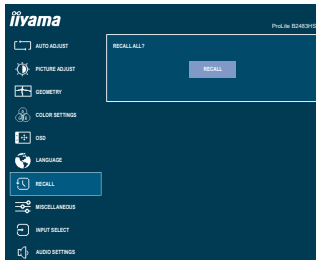 iiyama
ProLite B2483HS
AUTO ADJUST
RECALL ALL?
PICTURE ADJUST
RECALL
GEOMETRY
COLOR SETTINGS
OSD
LANGUAGE
RECALL
MISCELLANEOUS
INPUT SELECT
AUDIO SETTINGS